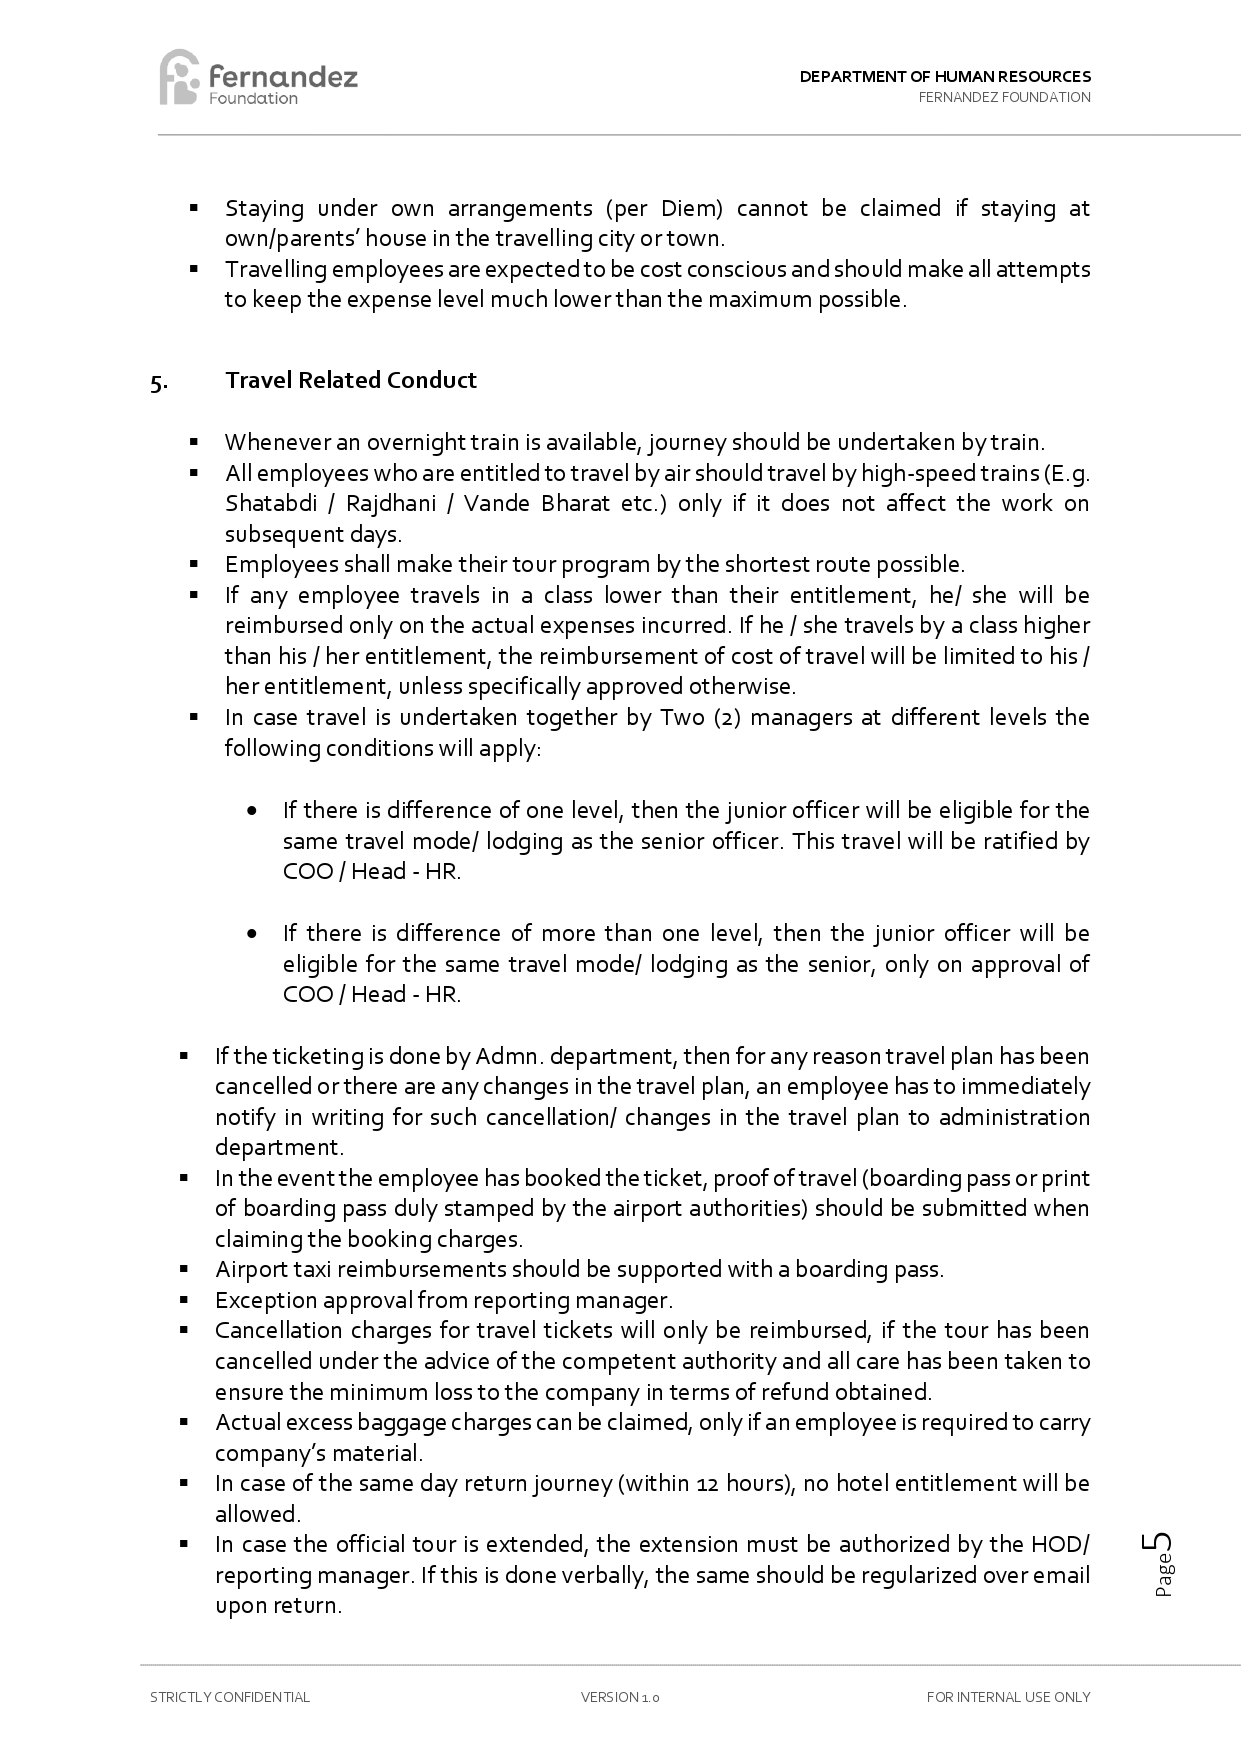 fernandez
Foundation
DEPARTMENT OF HUMAN RESOURCES
FERNANDEZ FOUNDATION
▪ Staying under own arrangements (per Diem) cannot be claimed if staying at
own/parents’ house in the travelling city or town.
▪ Travelling employees are expected to be cost conscious and should make all attempts
to keep the expense level much lower than the maximum possible.
5. Travel Related Conduct
▪ Whenever an overnight train is available, journey should be undertaken by train.
▪ All employees who are entitled to travel by air should travel by high-speed trains (E.g.
Shatabdi / Rajdhani / Vande Bharat etc.) only if it does not affect the work on
subsequent days.
▪ Employees shall make their tour program by the shortest route possible.
▪ If any employee travels in a class lower than their entitlement, he/ she will be
reimbursed only on the actual expenses incurred. If he / she travels by a class higher
than his / her entitlement, the reimbursement of cost of travel will be limited to his /
her entitlement, unless specifically approved otherwise.
▪ In case travel is undertaken together by Two (2) managers at different levels the
following conditions will apply:
● If there is difference of one level, then the junior officer will be eligible for the
same travel mode/ lodging as the senior officer. This travel will be ratified by
COO / Head - HR.
● If there is difference of more than one level, then the junior officer will be
eligible for the same travel mode/ lodging as the senior, only on approval of
COO / Head - HR.
▪ If the ticketing is done by Admn. department, then for any reason travel plan has been
cancelled or there are any changes in the travel plan, an employee has to immediately
notify in writing for such cancellation/ changes in the travel plan to administration
department.
▪ In the event the employee has booked the ticket, proof of travel (boarding pass or print
of boarding pass duly stamped by the airport authorities) should be submitted when
claiming the booking charges.
▪ Airport taxi reimbursements should be supported with a boarding pass.
▪ Exception approval from reporting manager.
▪ Cancellation charges for travel tickets will only be reimbursed, if the tour has been
cancelled under the advice of the competent authority and all care has been taken to
ensure the minimum loss to the company in terms of refund obtained.
▪ Actual excess baggage charges can be claimed, only if an employee is required to carry
company’s material.
▪ In case of the same day return journey (within 12 hours), no hotel entitlement will be
allowed.
▪ In case the official tour is extended, the extension must be authorized by the HOD/
reporting manager. If this is done verbally, the same should be regularized over email
upon return.
Page5
STRICTLY CONFIDENTIAL
VERSION 1.0
FOR INTERNAL USE ONLY